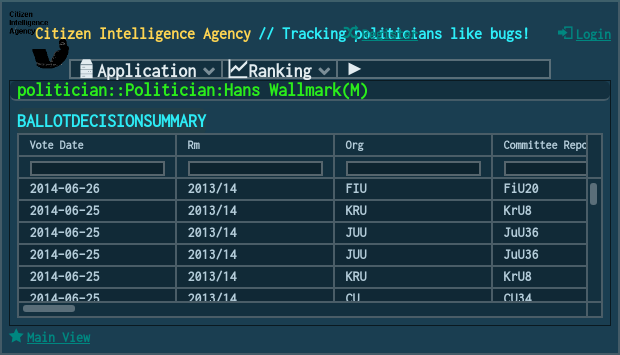 Citizen
Intelligence
Agency
Citizen Intelligence Agency // Tracking politicians like bugs!
Login
Application
Ranking
politician::Politician:Hans Wallmark(M)
BALLOTDECISIONSUMMARY
Vote Date Rm Org Committee Repo
2014-06-26 2013/14 FIU FiU20
2014-06-25 2013/14 KRU KrU8
2014-06-25 2013/14 JUU JuU36
2014-06-25 2013/14 JUU JuU36
2014-06-25 2013/14 KRU KrU8
2014-06-25 2013/14 CU CU34
Main View